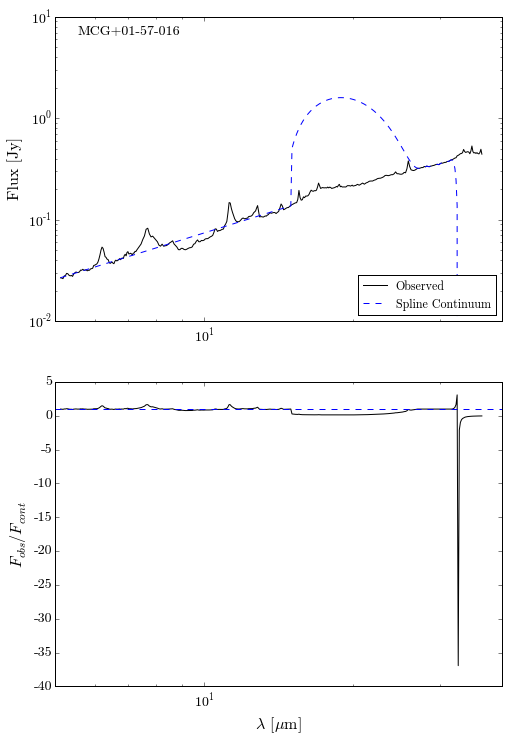 MCG+01-57-016
10^1
10^0
10^-1
10^-2
Flux [Jy]
Observed
Spline Continuum
10^1
5
0
-5
-10
-15
-20
-25
-30
-35
-40
F_obs/F_cont
10^1
λ [μm]